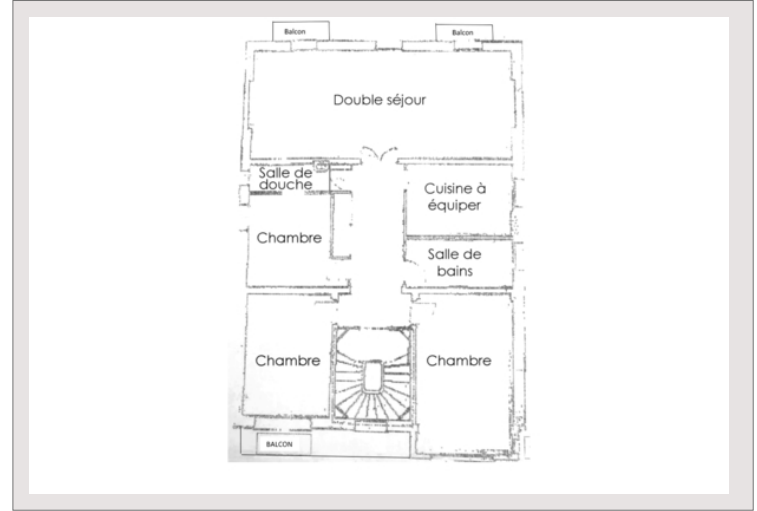 Balcon
Balcon
Double séjour
Salle de
douche
Cuisine à
équiper
Chambre
Salle de
bains
Chambre
Chambre
BALCON